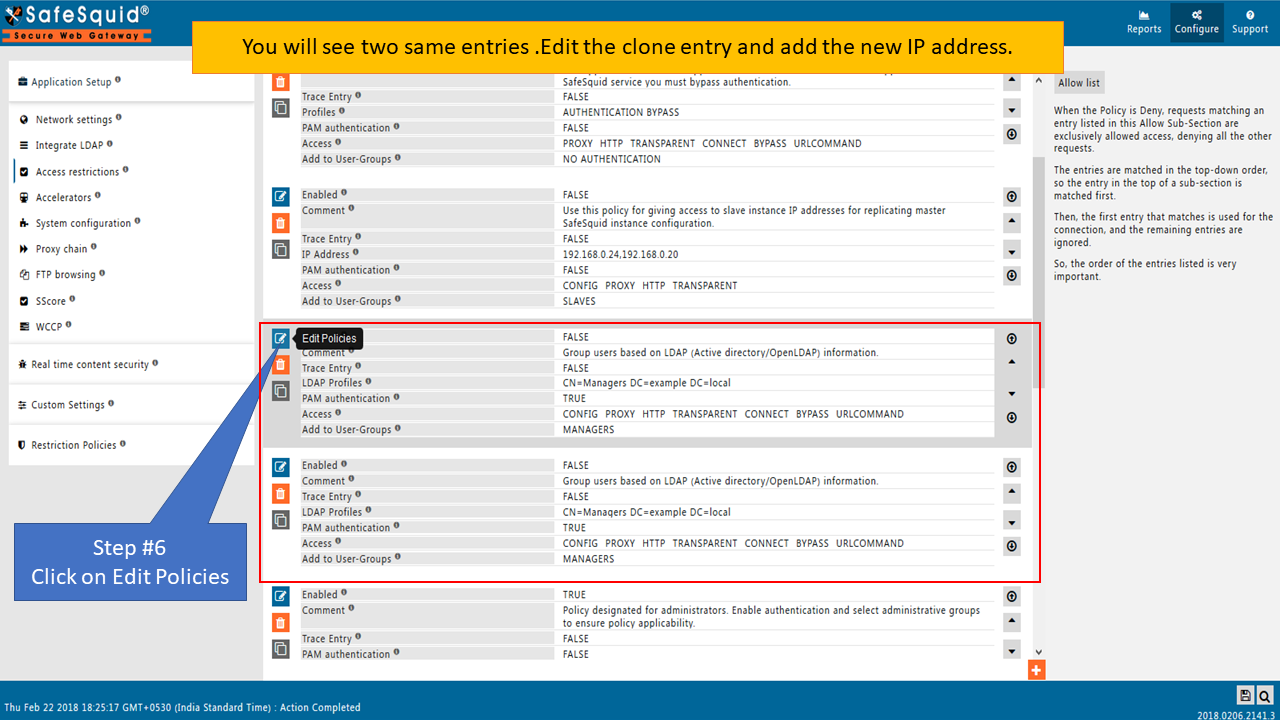 SafeSquid®
Secure Web Gateway
Reports
Configure
Support
You will see two same entries .Edit the clone entry and add the new IP address.
Application Setup
Network settings
Integrate LDAP
Access restrictions
Accelerators
System configuration
Proxy chain
FTP browsing
SScore
WCCP
Real time content security
Custom Settings
Restriction Policies
Step #6
Click on Edit Policies
SafeSquid service you must bypass authentication.
Trace Entry FALSE
Profiles AUTHENTICATION BYPASS
PAM authentication FALSE
Access PROXY HTTP TRANSPARENT CONNECT BYPASS URLCOMMAND
Add to User-Groups NO AUTHENTICATION
Enabled FALSE
Comment Use this policy for giving access to slave instance IP addresses for replicating master
SafeSquid instance configuration.
Trace Entry FALSE
IP Address 192.168.0.24,192.168.0.20
PAM authentication FALSE
Access CONFIG PROXY HTTP TRANSPARENT
Add to User-Groups SLAVES
Edit Policies FALSE
Comment Group users based on LDAP (Active directory/OpenLDAP) information.
Trace Entry FALSE
LDAP Profiles CN=Managers DC=example DC=local
PAM authentication TRUE
Access CONFIG PROXY HTTP TRANSPARENT CONNECT BYPASS URLCOMMAND
Add to User-Groups MANAGERS
Enabled FALSE
Comment Group users based on LDAP (Active directory/OpenLDAP) information.
Trace Entry FALSE
LDAP Profiles CN=Managers DC=example DC=local
PAM authentication TRUE
Access CONFIG PROXY HTTP TRANSPARENT CONNECT BYPASS URLCOMMAND
Add to User-Groups MANAGERS
Enabled TRUE
Comment Policy designated for administrators. Enable authentication and select administrative groups
to ensure policy applicability.
Trace Entry FALSE
PAM authentication FALSE
Allow list
When the Policy is Deny, requests matching an
entry listed in this Allow Sub-Section are
exclusively allowed access, denying all the other
requests.
The entries are matched in the top-down order,
so the entry in the top of a sub-section is
matched first.
Then, the first entry that matches is used for the
connection, and the remaining entries are
ignored.
So, the order of the entries listed is very
important.
Thu Feb 22 2018 18:25:17 GMT+0530 (India Standard Time) : Action Completed
2018.0206.2141.3